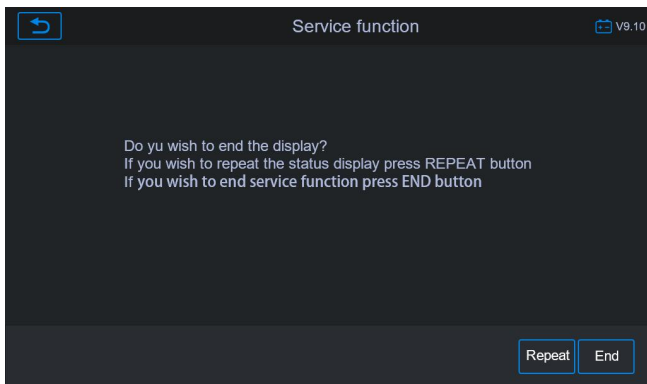 Service function
V9.10
Do yu wish to end the display?
If you wish to repeat the status display press REPEAT button
If you wish to end service function press END button
Repeat
End